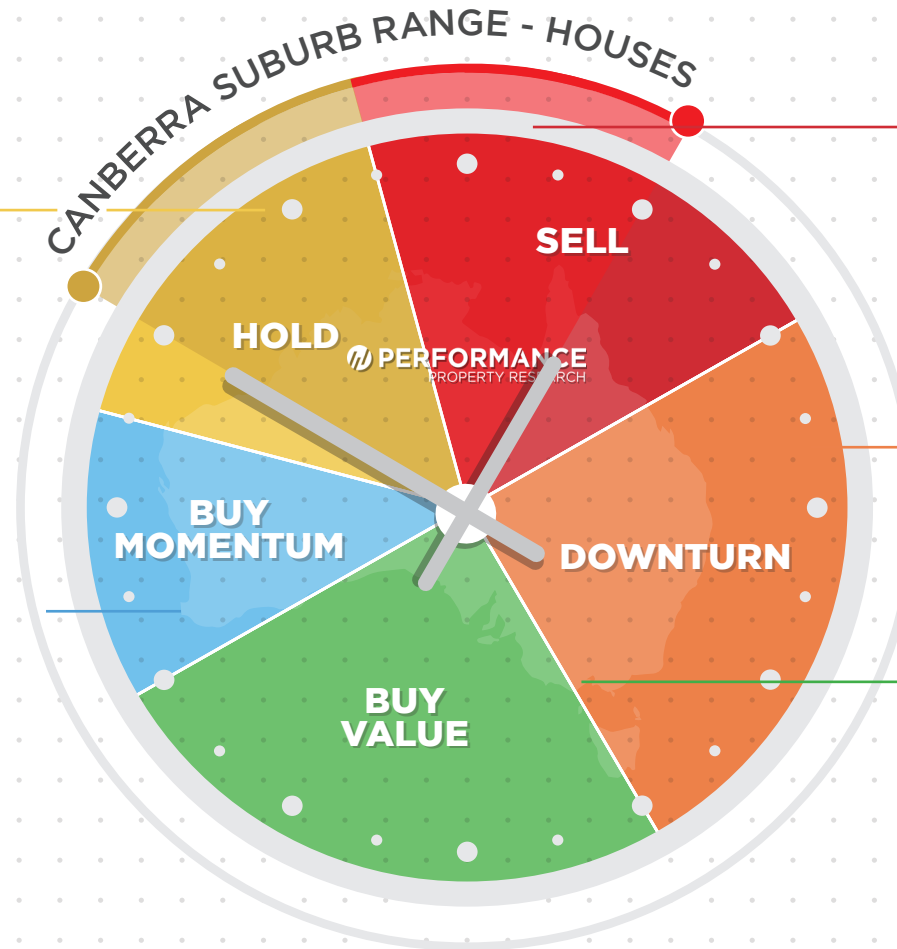 CANBERRA SUBURB RANGE - HOUSES
SELL
HOLD
PERFORMANCE
PROPERTY RESEARCH
BUY
MOMENTUM
DOWNTURN
BUY
VALUE